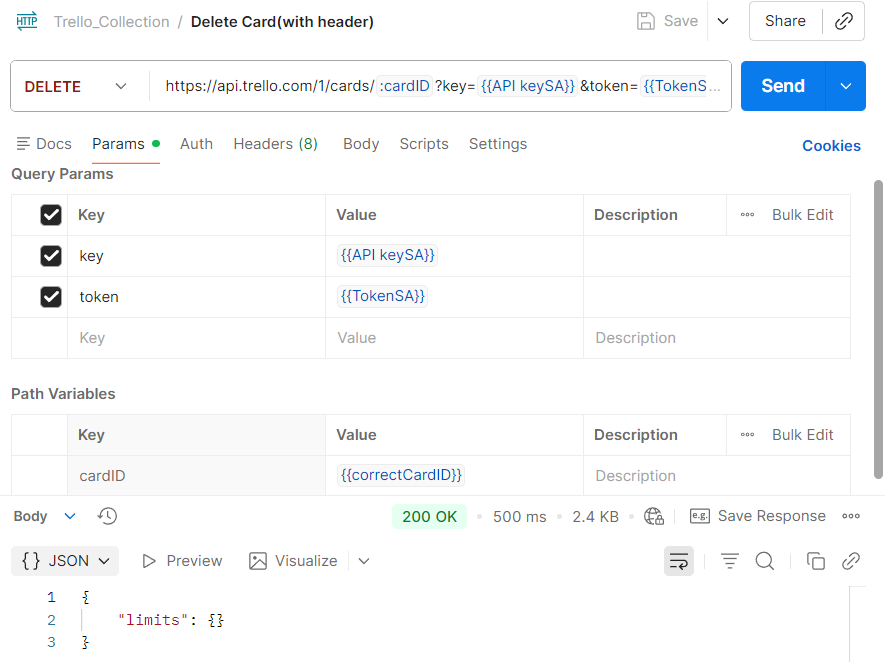 HTTP Trello_Collection / Delete Card(with header) Save Share
DELETE https://api.trello.com/1/cards/ :cardID ?key= {{API keySA}} &token= {{TokenS... Send
Docs Params Auth Headers (8) Body Scripts Settings Cookies
Query Params
Key Value Description Bulk Edit
key {{API keySA}}
token {{TokenSA}}
Key Value Description
Path Variables
Key Value Description Bulk Edit
cardID {{correctCardID}} Description
Body 200 OK 500 ms 2.4 KB e.g. Save Response
{} JSON Preview Visualize
1 {
2 "limits": {}
3 }